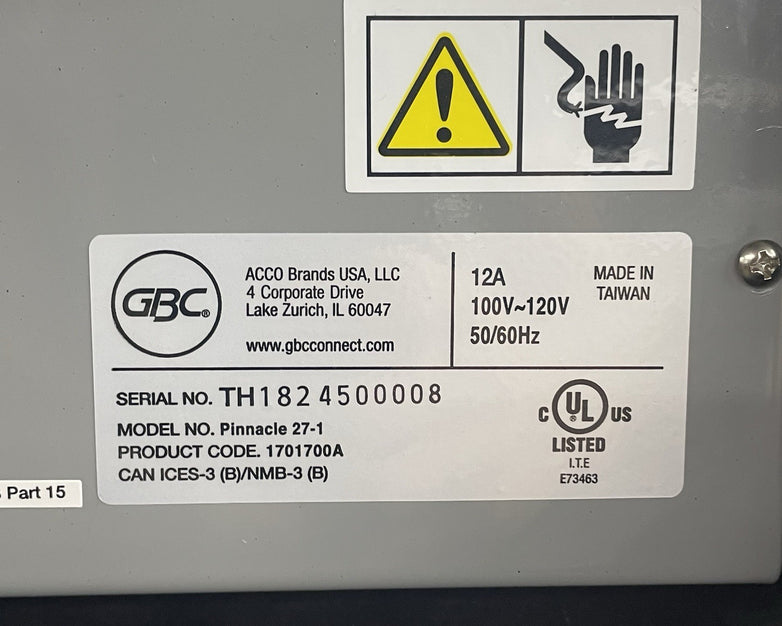 GBC®
ACCO Brands USA, LLC
4 Corporate Drive
Lake Zurich, IL 60047
www.gbcconnect.com
12A
100V~120V
50/60Hz
MADE IN
TAIWAN
SERIAL NO. TH1824500008
MODEL NO. Pinnacle 27-1
PRODUCT CODE. 1701700A
CAN ICES-3 (B)/NMB-3 (B)
C UL® US
LISTED
I.T.E
E73463
Part 15